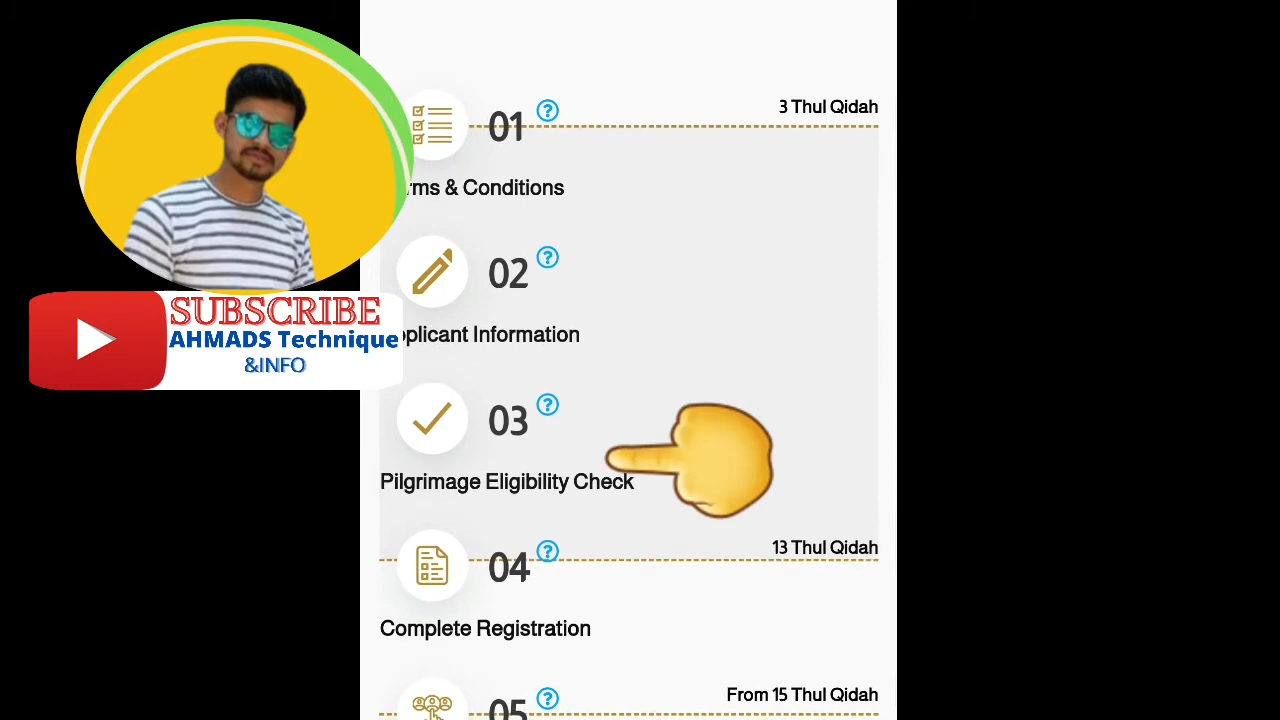 01
3 Thul Qidah
rms & Conditions
02
SUBSCRIBE
AHMADS Technique
&INFO
plicant Information
03
Pilgrimage Eligibility Check
13 Thul Qidah
04
Complete Registration
From 15 Thul Qidah
05